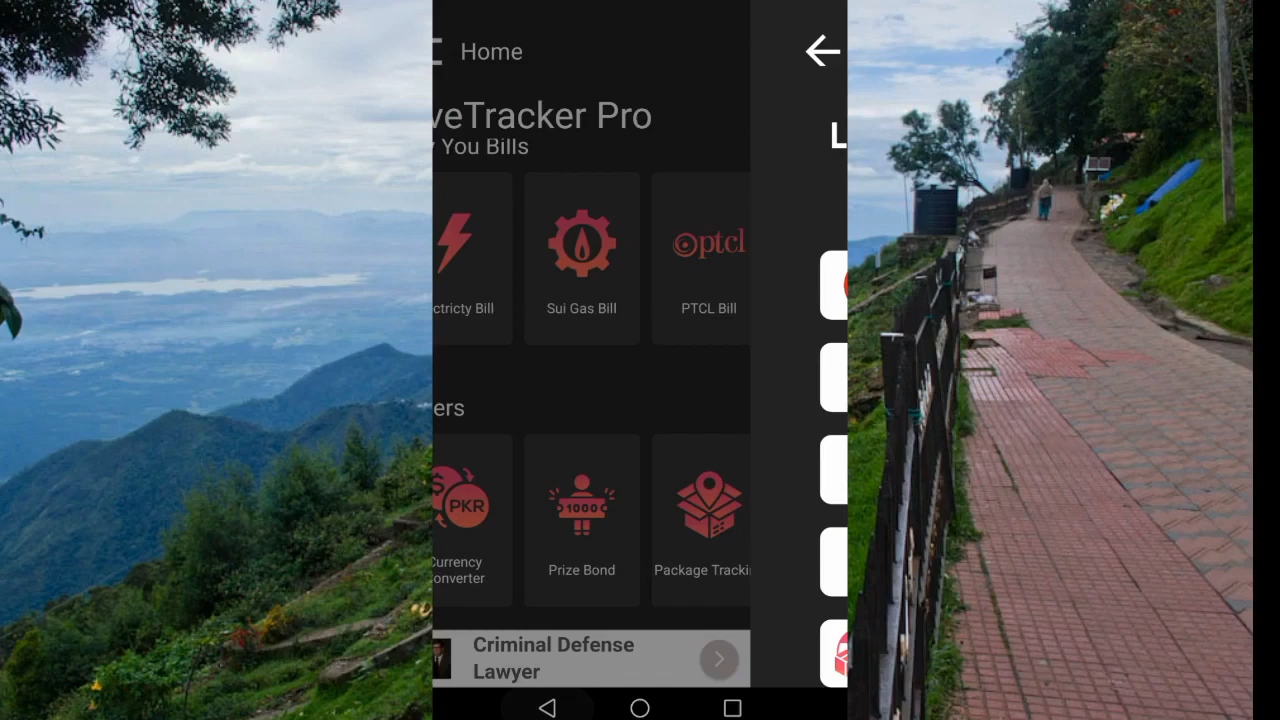 Home
veTracker Pro
You Bills
ctricty Bill
Sui Gas Bill
ptcl
PTCL Bill
L
ers
S
PKR
1000
urrency
onverter
Prize Bond
Package Tracki
Criminal Defense
Lawyer